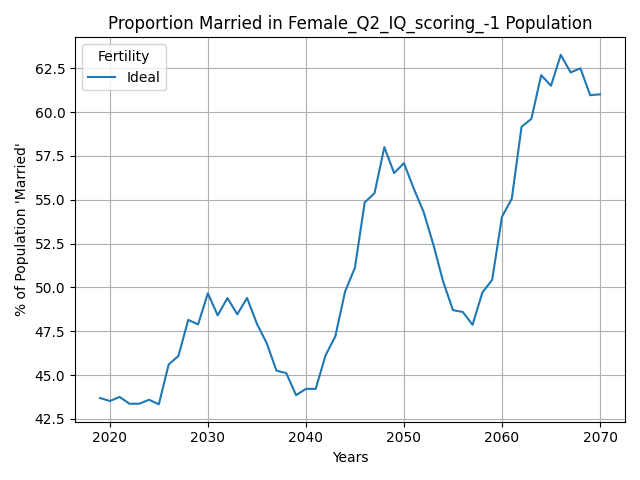 Proportion Married in Female_Q2_IQ_scoring_-1 Population
% of Population 'Married'
Fertility
Ideal
62.5
60.0
57.5
55.0
52.5
50.0
47.5
45.0
42.5
2020 2030 2040 2050 2060 2070
Years